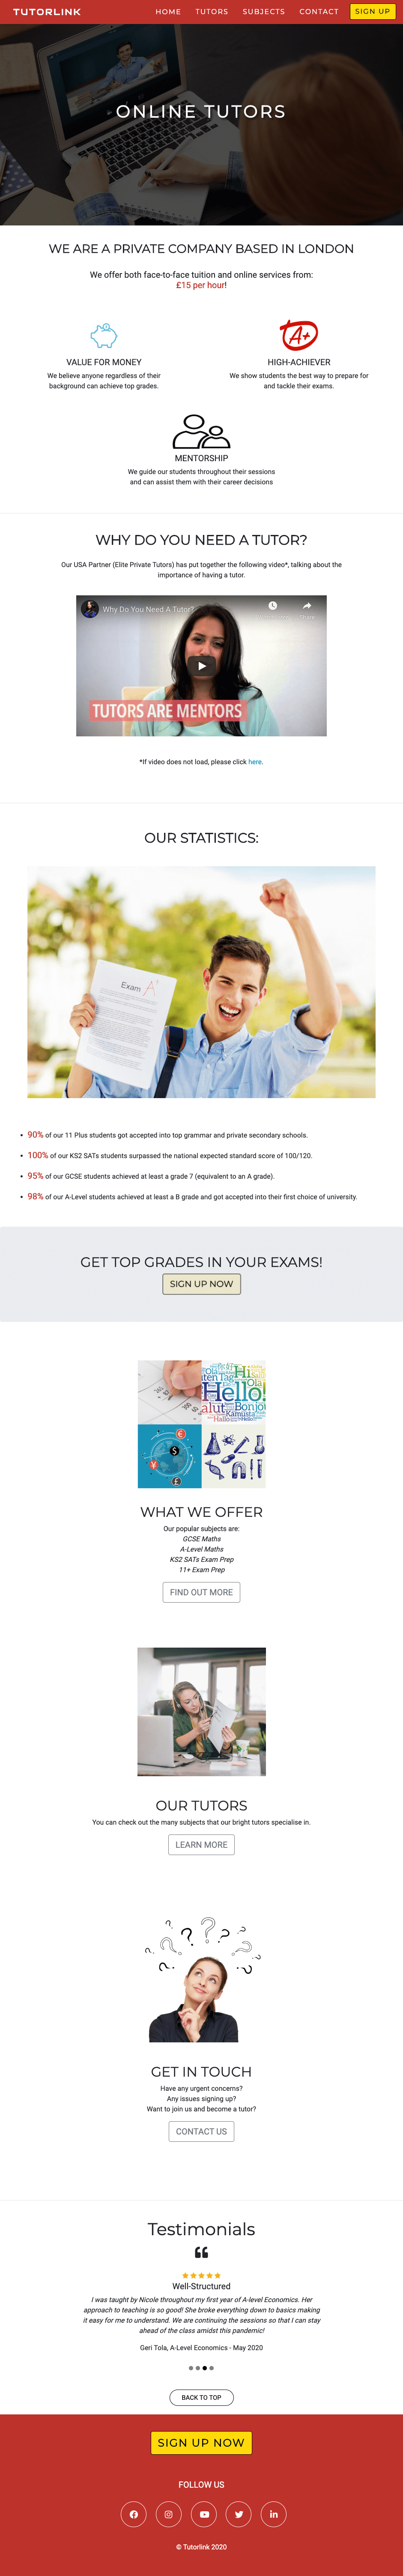 TUTORLINK
HOME
TUTORS
SUBJECTS
CONTACT
SIGN UP
ONLINE TUTORS
WE ARE A PRIVATE COMPANY BASED IN LONDON
We offer both face-to-face tuition and online services from:
£15 per hour!
A+
VALUE FOR MONEY
We believe anyone regardless of their
background can achieve top grades.
HIGH-ACHIEVER
We show students the best way to prepare for
and tackle their exams.
MENTORSHIP
We guide our students throughout their sessions
and can assist them with their career decisions
WHY DO YOU NEED A TUTOR?
Our USA Partner (Elite Private Tutors) has put together the following video*, talking about the
importance of having a tutor.
Why Do You Need A Tutor?
Share
TUTORS ARE MENTORS
*If video does not load, please click here.
OUR STATISTICS:
Exam A+
• 90% of our 11 Plus students got accepted into top grammar and private secondary schools.
• 100% of our KS2 SATs students surpassed the national expected standard score of 100/120.
• 95% of our GCSE students achieved at least a grade 7 (equivalent to an A grade).
• 98% of our A-Level students achieved at least a B grade and got accepted into their first choice of university.
GET TOP GRADES IN YOUR EXAMS!
SIGN UP NOW
Hi
Hello!
Bonjour
WHAT WE OFFER
Our popular subjects are:
GCSE Maths
A-Level Maths
KS2 SATs Exam Prep
11+ Exam Prep
FIND OUT MORE
OUR TUTORS
You can check out the many subjects that our bright tutors specialise in.
LEARN MORE
GET IN TOUCH
Have any urgent concerns?
Any issues signing up?
Want to join us and become a tutor?
CONTACT US
Testimonials
Well-Structured
I was taught by Nicole throughout my first year of A-level Economics. Her
approach to teaching is so good! She broke everything down to basics making
it easy for me to understand. We are continuing the sessions so that I can stay
ahead of the class amidst this pandemic!
Geri Tola, A-Level Economics - May 2020
BACK TO TOP
SIGN UP NOW
FOLLOW US
© Tutorlink 2020